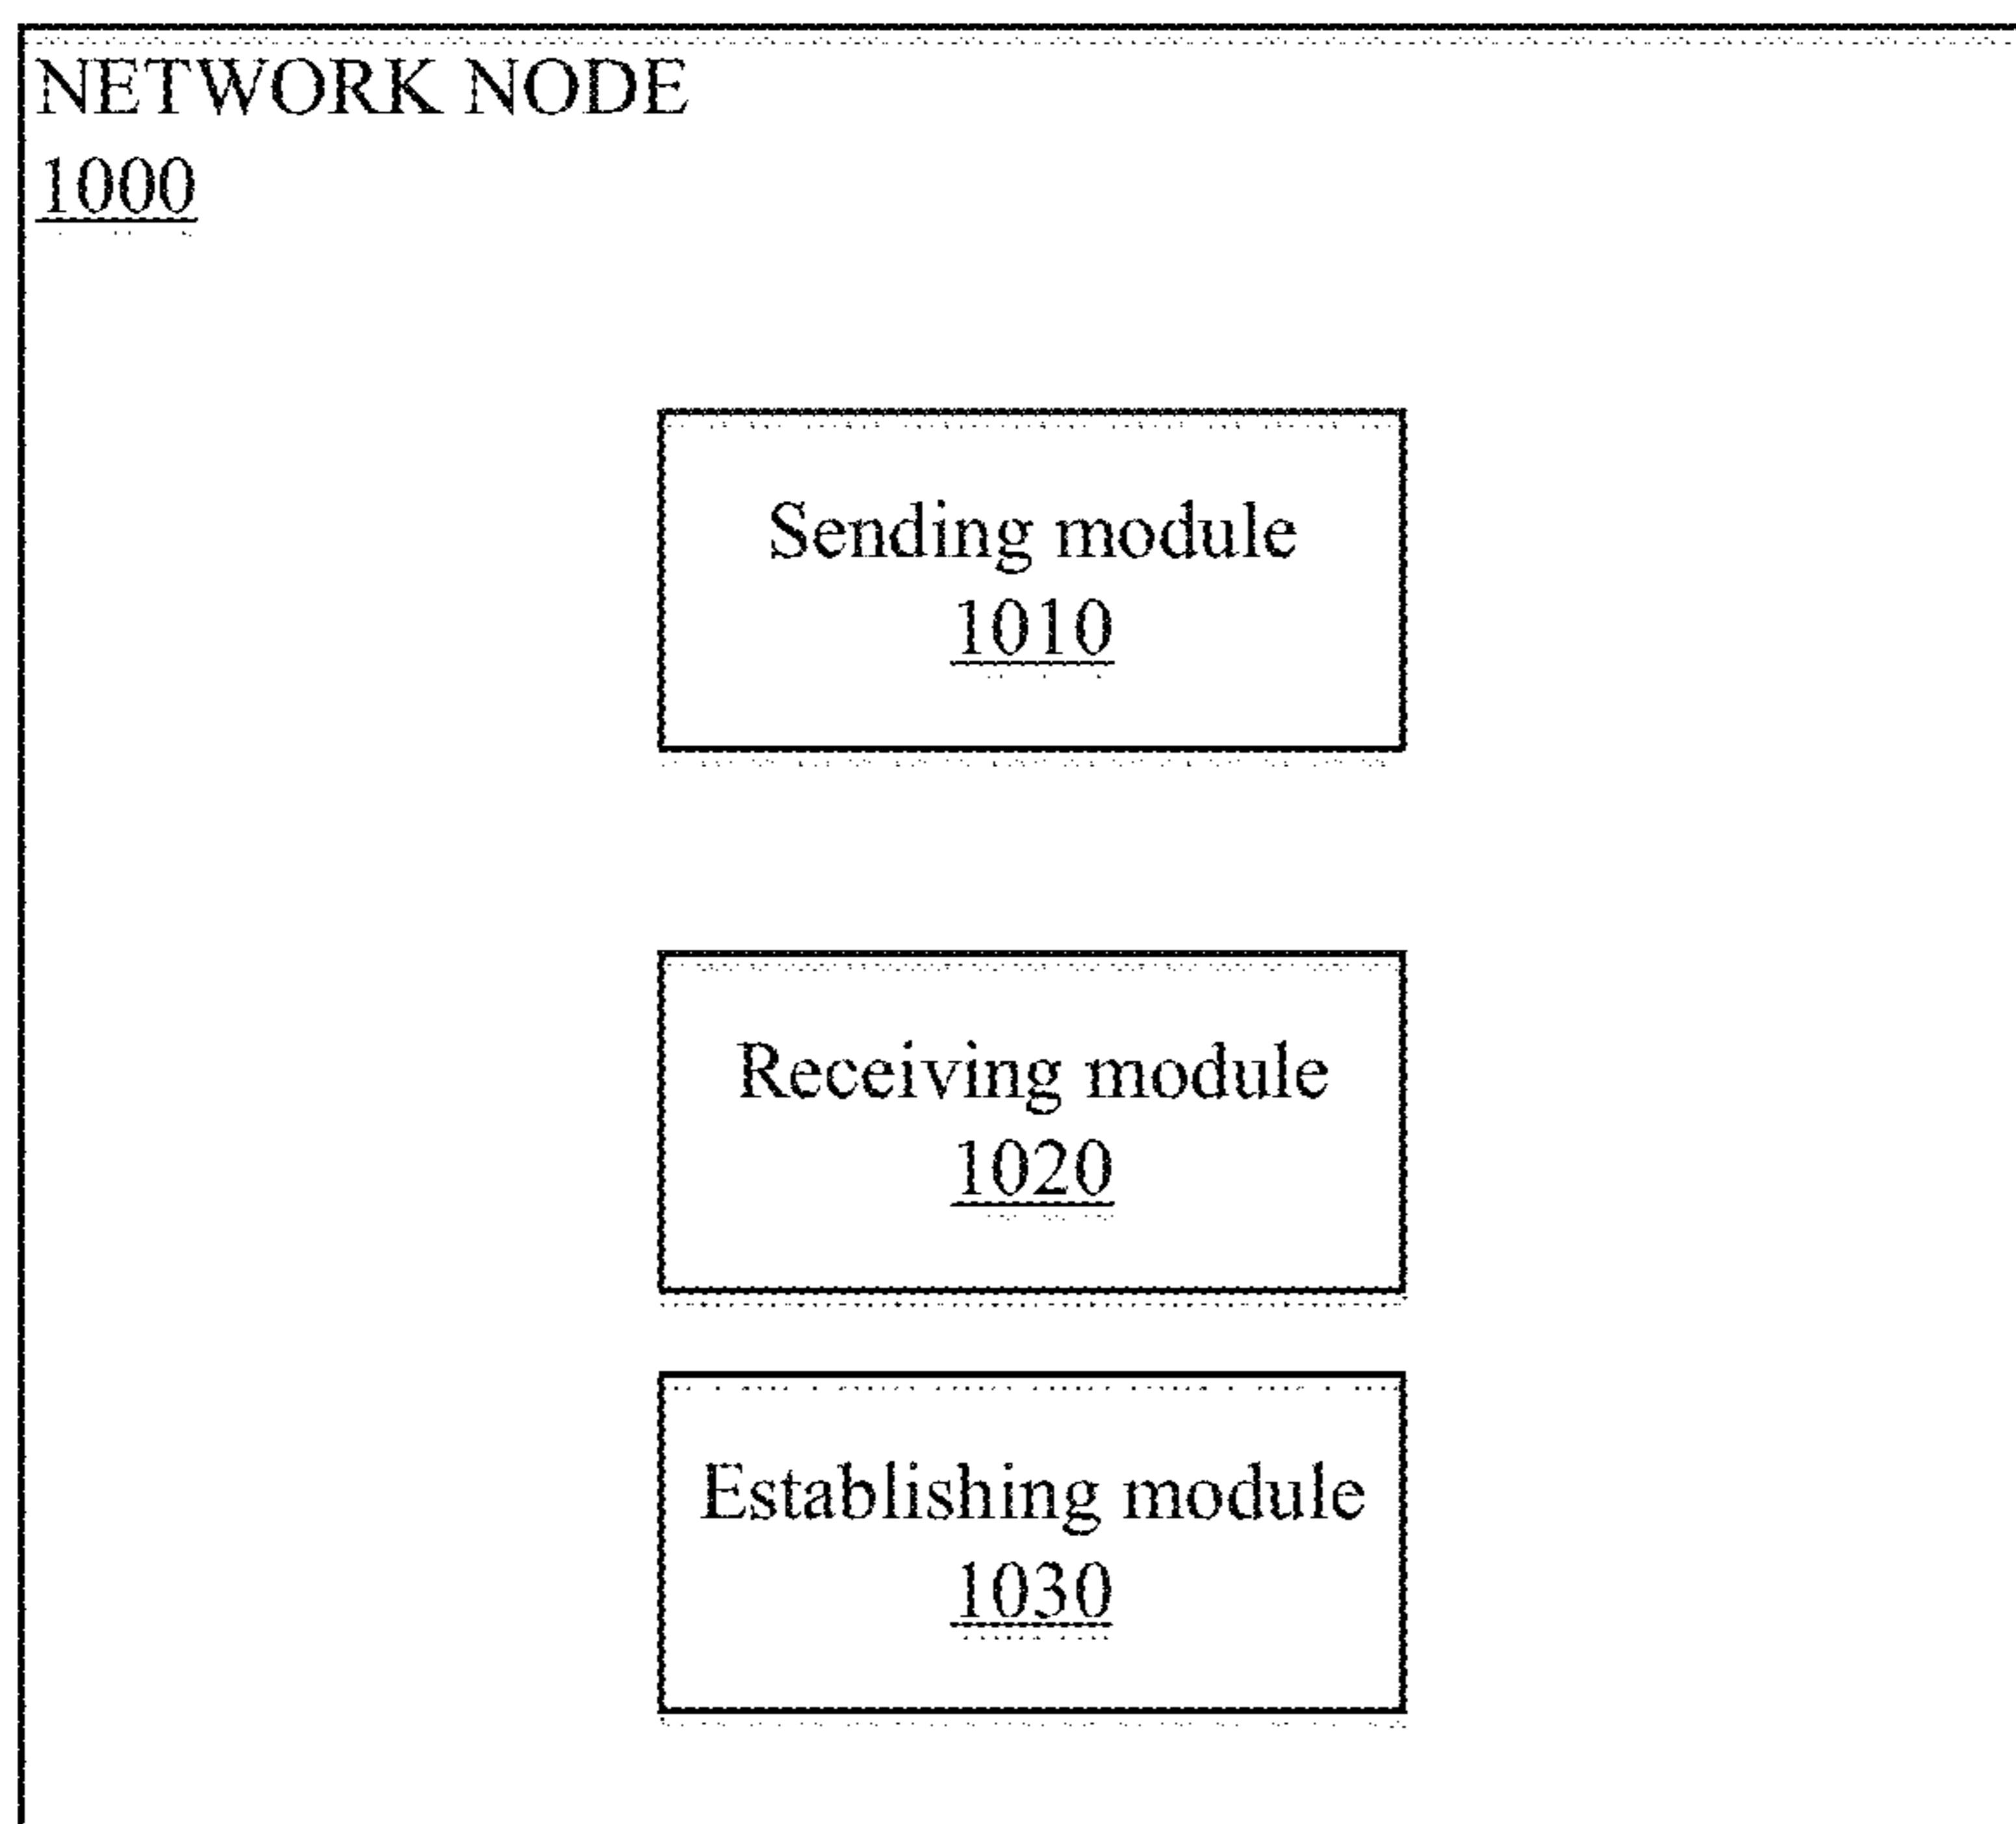 NETWORK NODE
1000
Sending module
1010
Receiving module
1020
Establishing module
1030